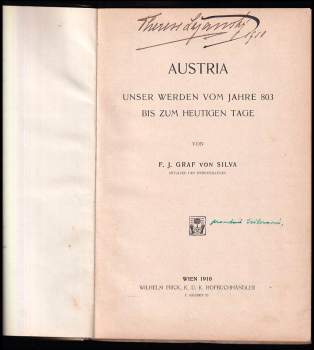 1911
AUSTRIA
UNSER WERDEN VOM JAHRE 803
BIS ZUM HEUTIGEN TAGE
VON
F. J. GRAF VON SILVA
WIEN 1910
WILHELM FRICK, K. U. K. HOFBUCHHÄNDLER